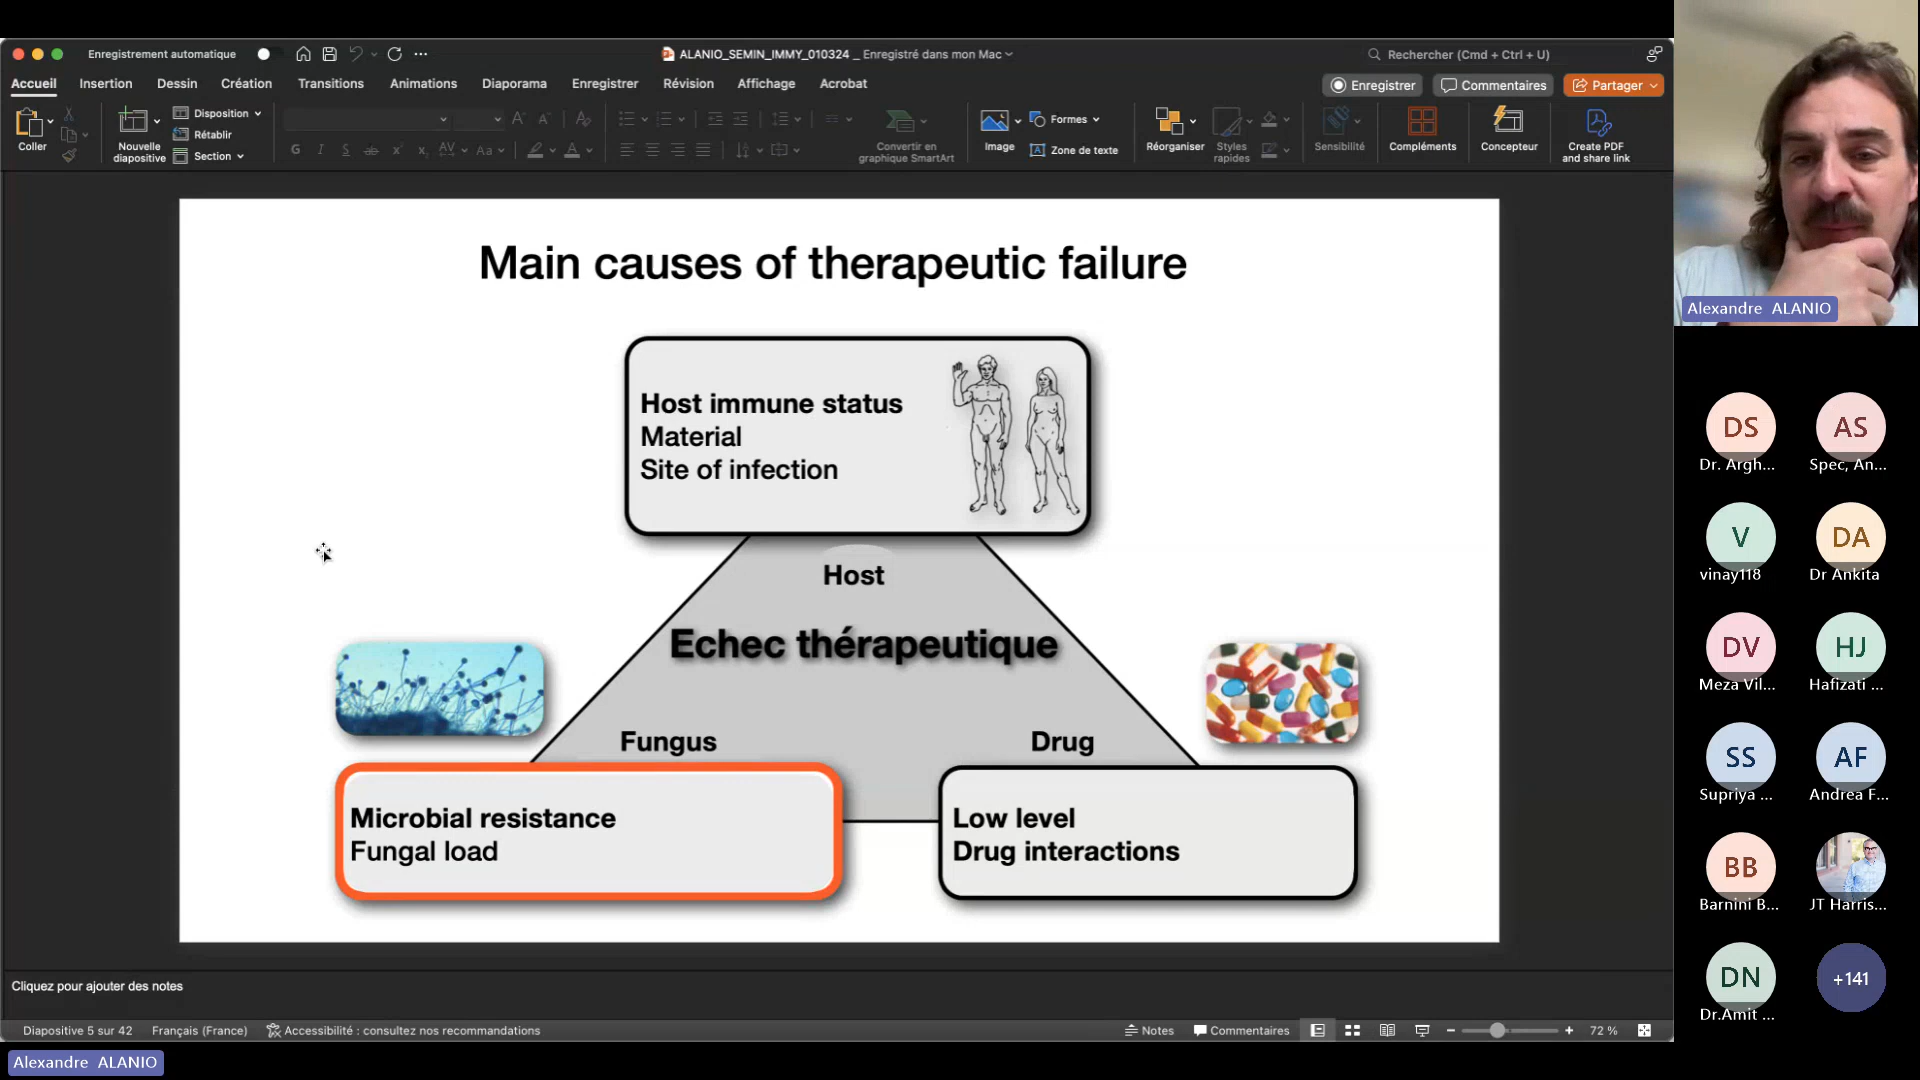 Enregistrement automatique
ALANIO_SEMIN_IMMY_010324 _ Enregistré dans mon Mac
Rechercher (Cmd + Ctrl + U)
Accueil Insertion Dessin Création Transitions Animations Diaporama Enregistrer Révision Affichage Acrobat
Enregistrer Commentaires Partager
Coller
Nouvelle diapositive
Disposition
Rétablir
Section
G I S ab x² x₂ AV Aa A
Convertir en graphique SmartArt
Image
Formes
Zone de texte
Réorganiser
Styles rapides
Sensibilité
Compléments
Concepteur
Create PDF and share link
Main causes of therapeutic failure
Host immune status
Material
Site of infection
Host
Echec thérapeutique
Fungus
Drug
Microbial resistance
Fungal load
Low level
Drug interactions
Cliquez pour ajouter des notes
Diapositive 5 sur 42 Français (France) Accessibilité : consultez nos recommandations
Notes Commentaires 72 %
Alexandre ALANIO
Alexandre ALANIO
DS
Dr. Argh...
AS
Spec, An...
V
vinay118
DA
Dr Ankita
DV
Meza Vil...
HJ
Hafizati ...
SS
Supriya ...
AF
Andrea F...
BB
Barnini B...
JT Harris...
DN
Dr.Amit ...
+141